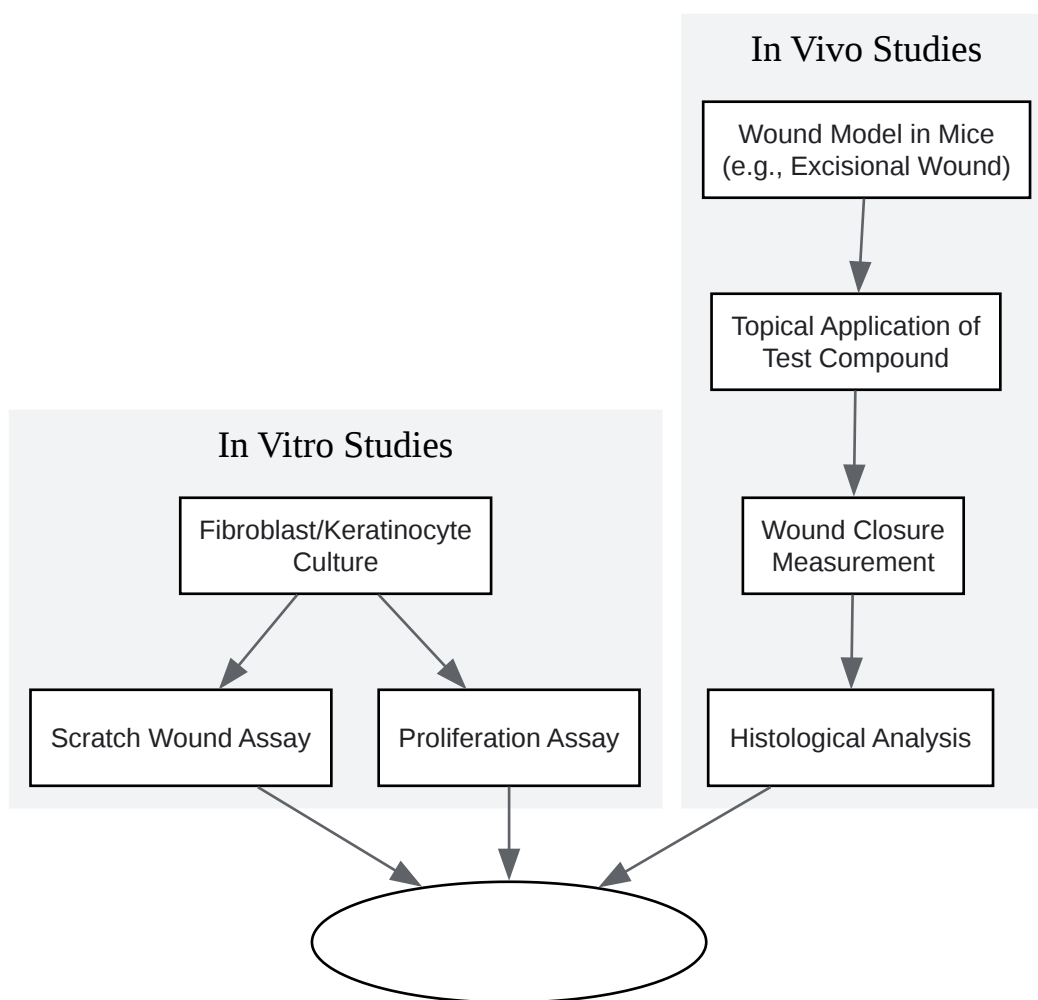 In Vivo Studies
Wound Model in Mice
(e.g., Excisional Wound)
Topical Application of
Test Compound
In Vitro Studies
Fibroblast/Keratinocyte
Culture
Wound Closure
Measurement
Scratch Wound Assay
Proliferation Assay
Histological Analysis